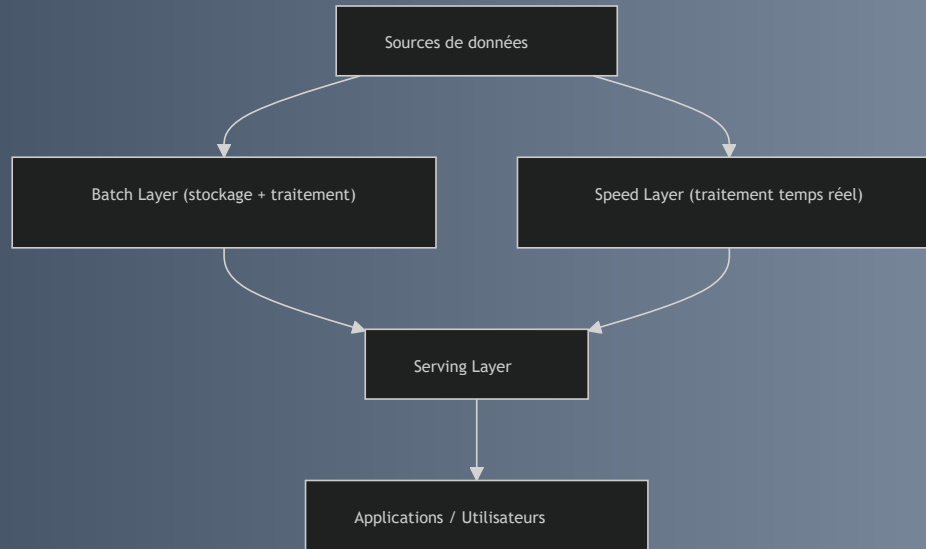 Sources de données
Batch Layer (stockage + traitement)
Speed Layer (traitement temps réel)
Serving Layer
Applications / Utilisateurs